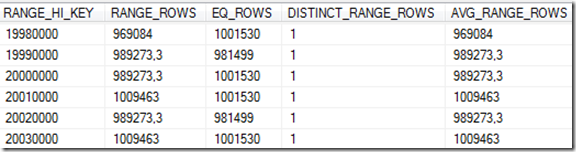 RANGE_HI_KEY RANGE_ROWS EQ_ROWS DISTINCT_RANGE_ROWS AVG_RANGE_ROWS
19980000 969084 1001530 1 969084
19990000 989273,3 981499 1 989273,3
20000000 989273,3 1001530 1 989273,3
20010000 1009463 1001530 1 1009463
20020000 989273,3 981499 1 989273,3
20030000 1009463 1001530 1 1009463